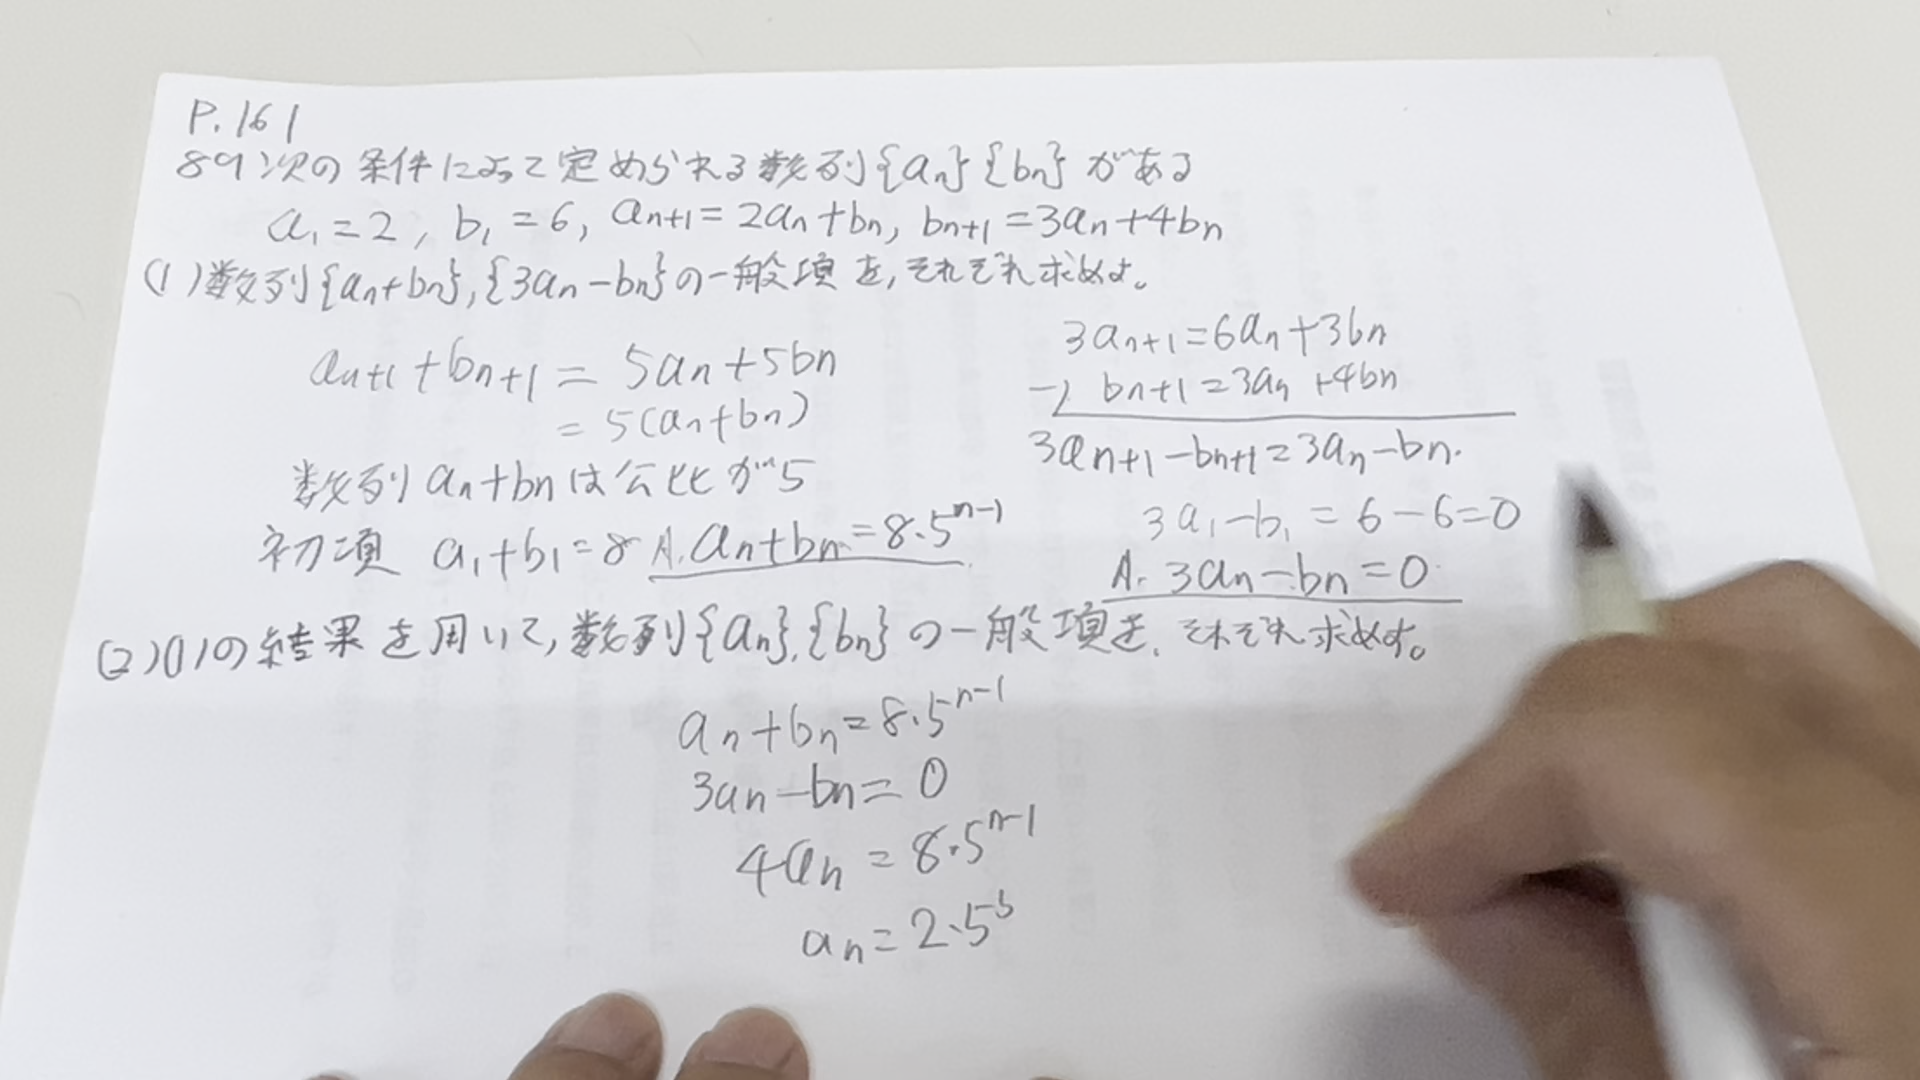 P.161
89 次の条件によって定められる数列{an}{bn}がある
a1=2, b1=6, an+1=2an+bn, bn+1=3an+4bn
(1)数列{an+bn},{3an-bn}の一般項を,それぞれ求めよ。
an+1+bn+1=5an+5bn
=5(an+bn)
数列an+bnは公比が5
初項 a1+b1=8 A. an+bn=8・5^n-1
3an+1=6an+3bn
-) bn+1=3an+4bn
3an+1-bn+1=3an-bn.
3a1-b1=6-6=0
A. 3an-bn=0
(2)(1)の結果を用いて,数列{an},{bn}の一般項を,それぞれ求めよ。
an+bn=8・5^n-1
3an-bn=0
4an=8・5^n-1
an=2・5